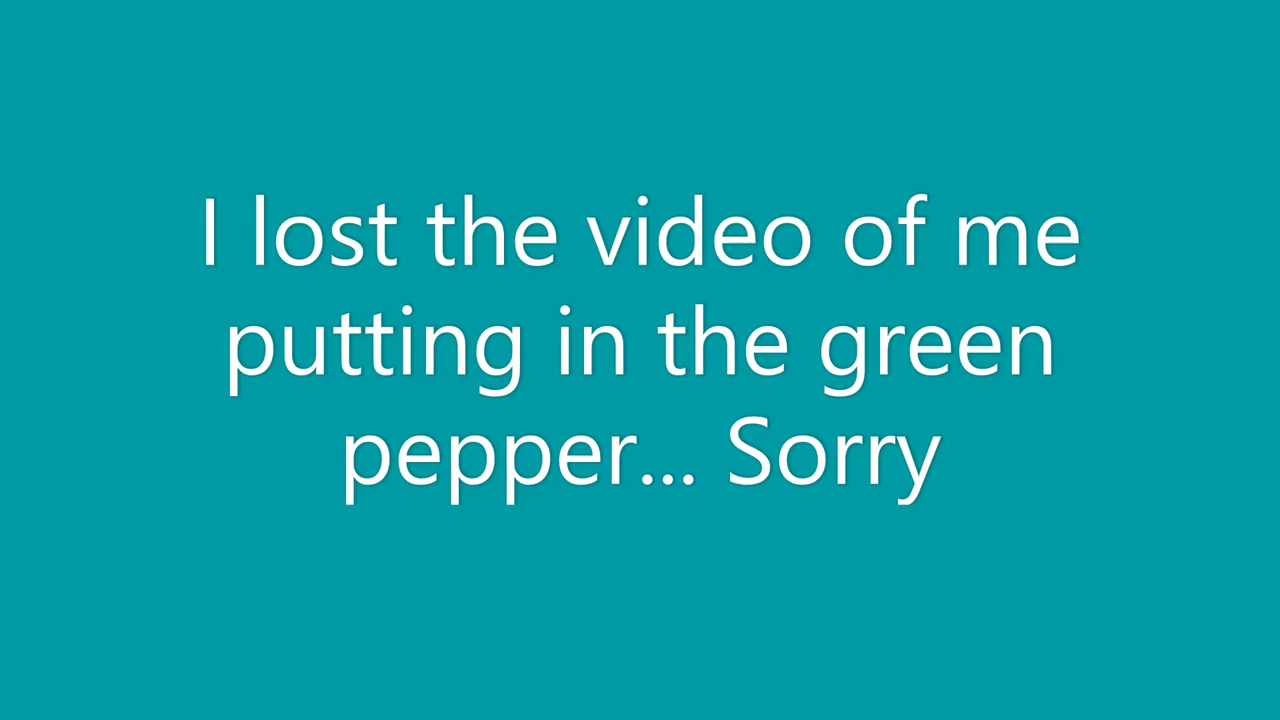 I lost the video of me
putting in the green
pepper... Sorry